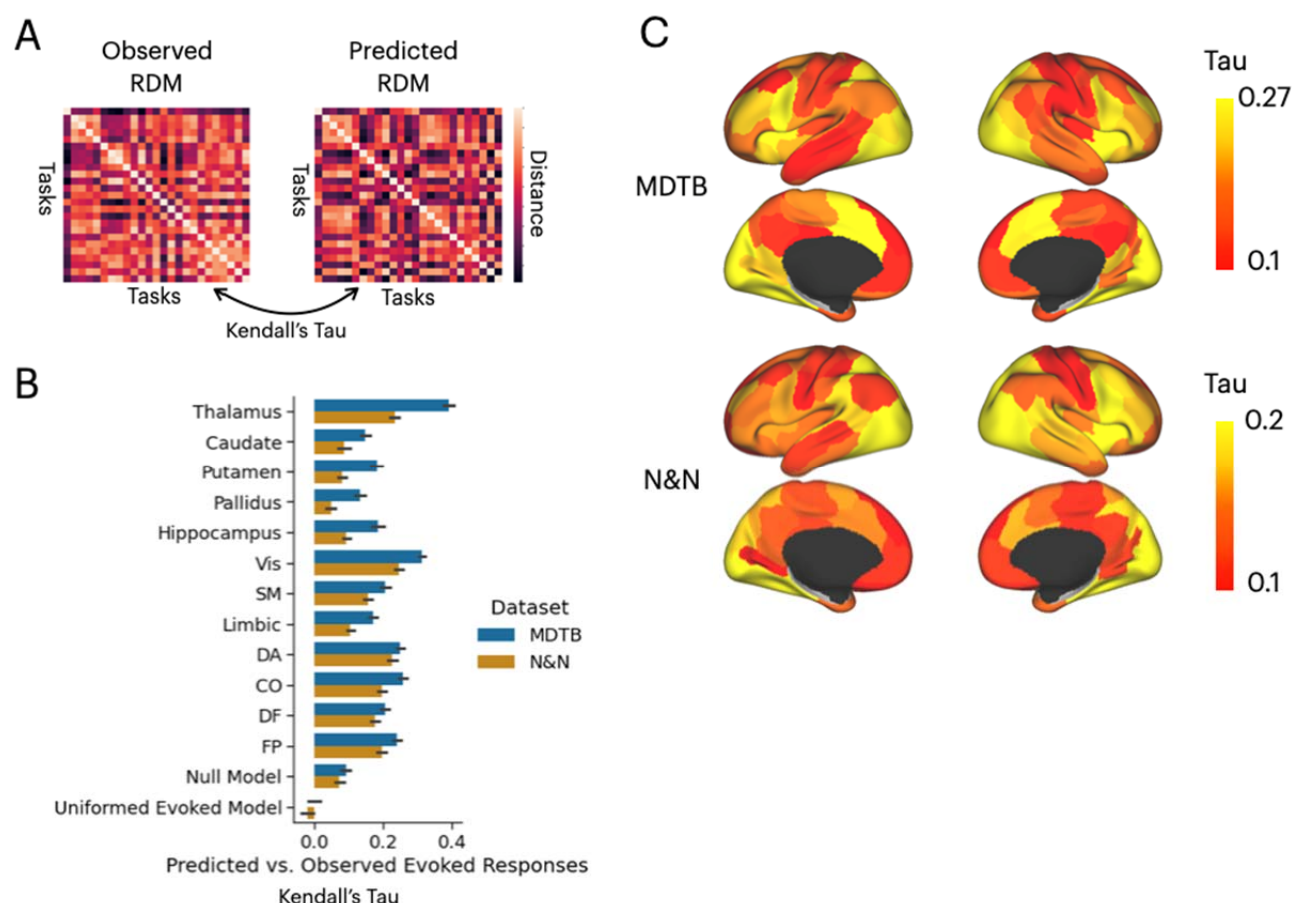 A
Observed
RDM
Predicted
RDM
Tasks
Tasks
Distance
Tasks
Tasks
Kendall's Tau
B
Thalamus
Caudate
Putamen
Pallidus
Hippocampus
Vis
SM
Limbic
DA
CO
DF
FP
Null Model
Uniformed Evoked Model
0.0
0.2
0.4
Predicted vs. Observed Evoked Responses
Kendall's Tau
Dataset
MDTB
N&N
C
MDTB
Tau
0.27
0.1
N&N
Tau
0.2
0.1